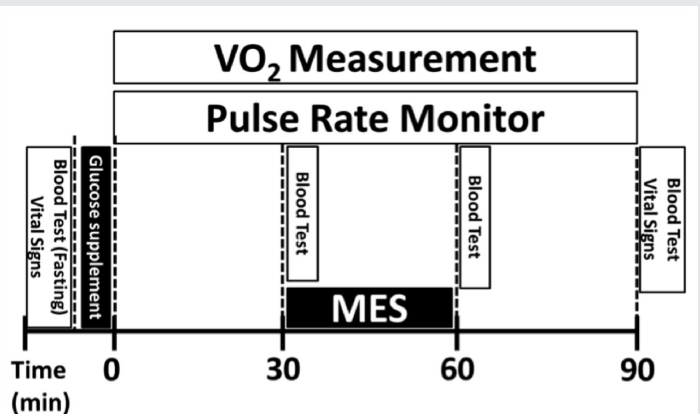 VO₂ Measurement
Pulse Rate Monitor
Blood Test (Fasting)
Vital Signs
Glucose supplement
Blood Test
Blood Test
Blood Test
Vital Signs
MES
Time
(min)
0
30
60
90